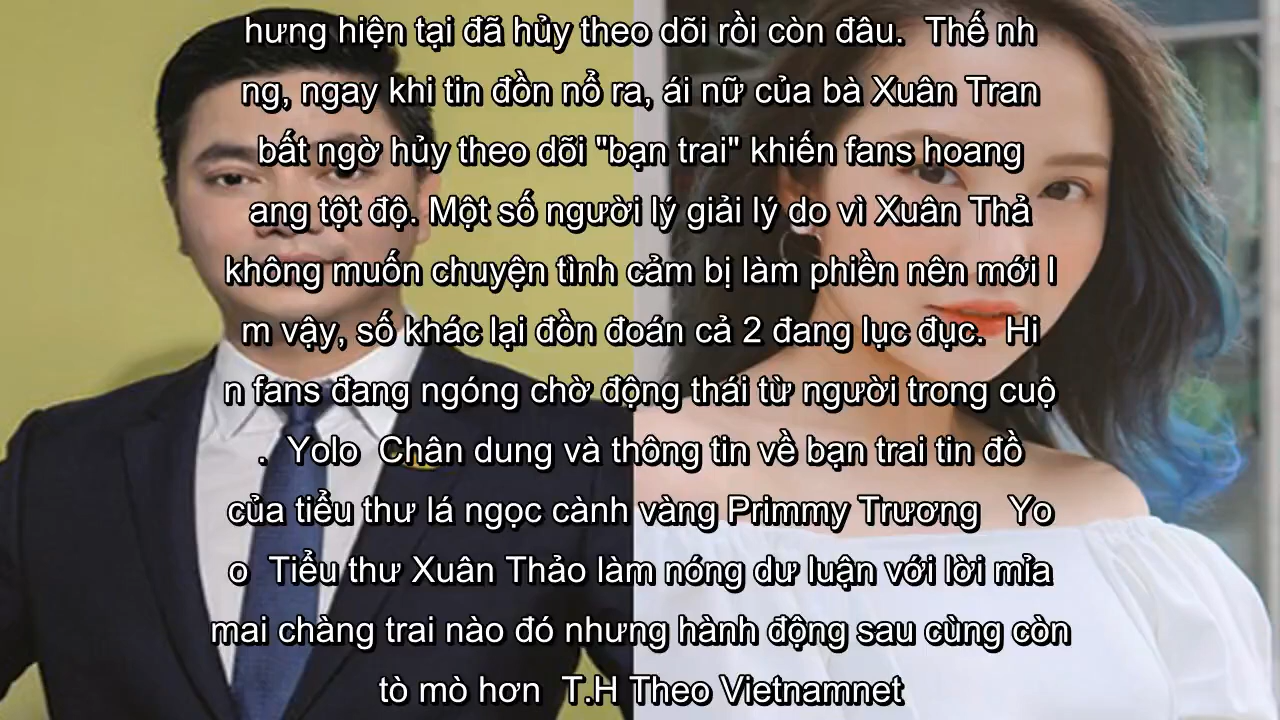 hưng hiện tại đã hủy theo dõi rồi còn đâu. Thế nh
ng, ngay khi tin đồn nổ ra, ái nữ của bà Xuân Tran
bất ngờ hủy theo dõi "bạn trai" khiến fans hoang
ang tột độ. Một số người lý giải lý do vì Xuân Thả
không muốn chuyện tình cảm bị làm phiền nên mới l
m vậy, số khác lại đồn đoán cả 2 đang lục đục. Hi
n fans đang ngóng chờ động thái từ người trong cuộ
. Yolo Chân dung và thông tin về bạn trai tin đồ
của tiểu thư lá ngọc cành vàng Primmy Trương Yo
o Tiểu thư Xuân Thảo làm nóng dư luận với lời mỉa
mai chàng trai nào đó nhưng hành động sau cùng còn
tò mò hơn T.H Theo Vietnamnet